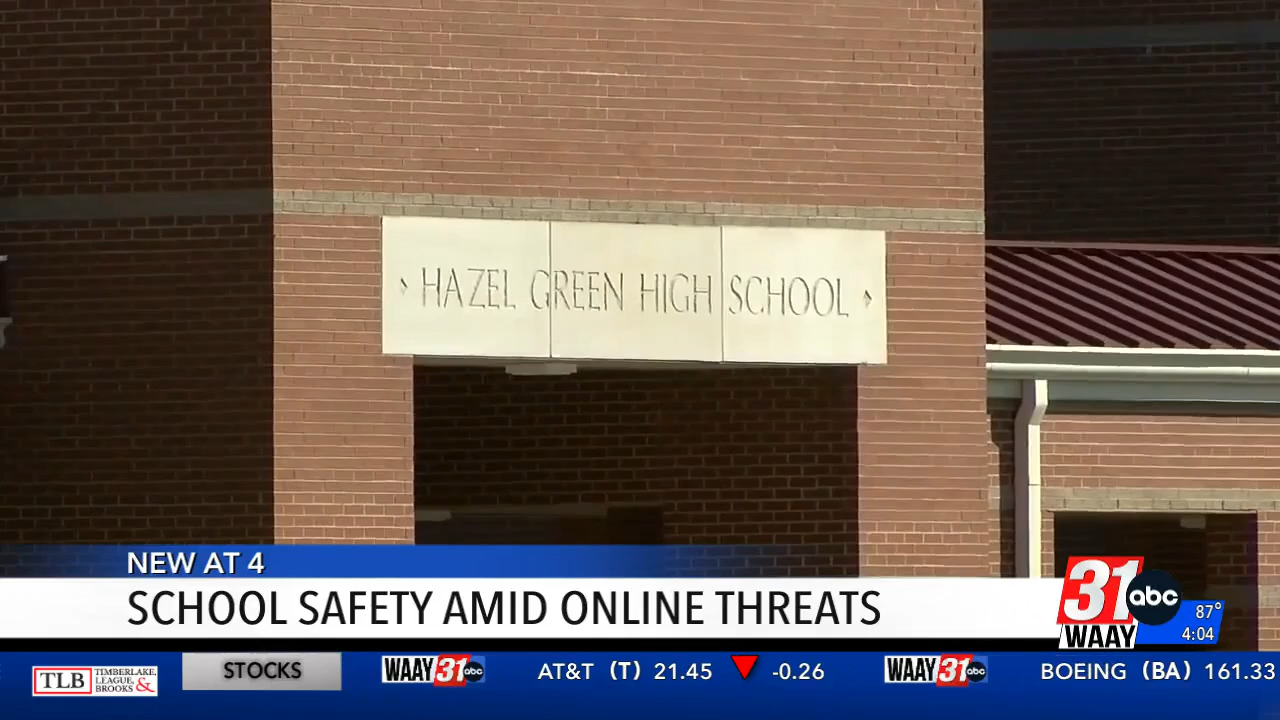 HAZEL GREEN HIGH SCHOOL
NEW AT 4
SCHOOL SAFETY AMID ONLINE THREATS
31 abc
WAAY
87°
4:04
TLB TIMBERLAKE, LEAGUE, & BROOKS
STOCKS
WAAY 31 abc
AT&T (T) 21.45 -0.26
WAAY 31 abc
BOEING (BA) 161.33